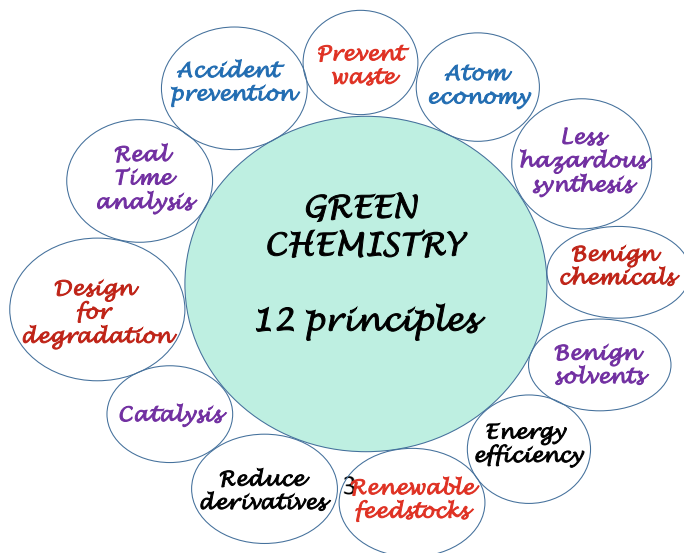 GREEN
CHEMISTRY
12 principles
Prevent
waste
Atom
economy
Less
hazardous
synthesis
Benign
chemicals
Benign
solvents
Energy
efficiency
Renewable
feedstocks
3
Reduce
derivatives
Catalysis
Design
for
degradation
Real
Time
analysis
Accident
prevention